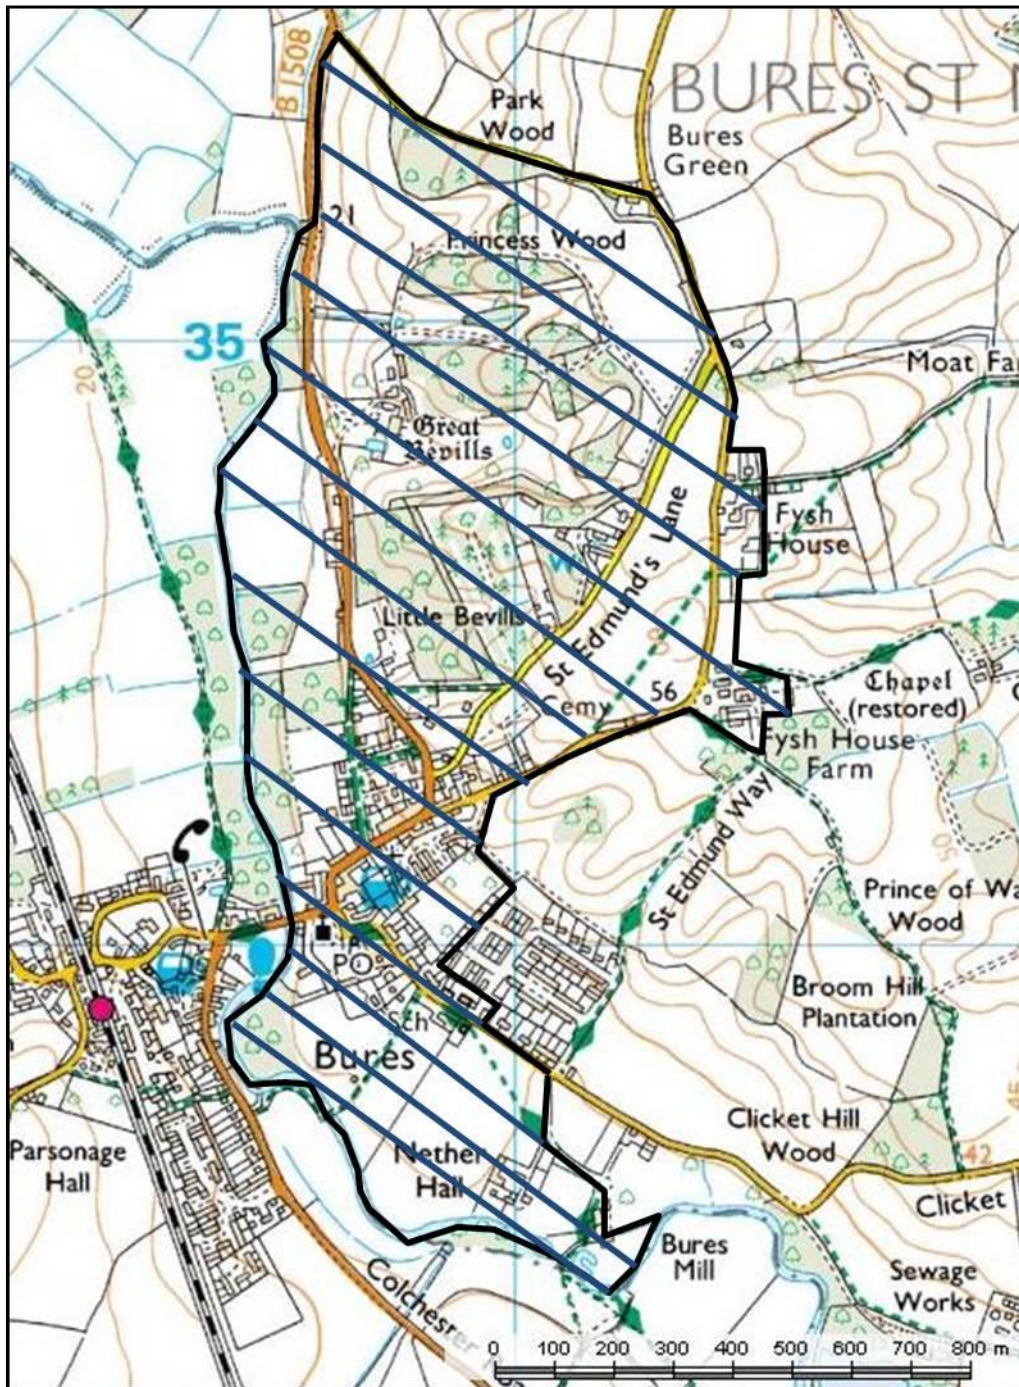 B 1508
BURES ST
Park
Wood
Bures
Green
21
Princess Wood
35
20
Moat
Great
Bevills
Fysh
House
W
St Edmund's Lane
Little Bevills
Chapel
(restored)
56
Cemy
Fysh House
Farm
St Edmund Way
50
Prince of
Wood
PO
Broom Hill
Plantation
Sch
Bures
45
Clicket Hill
Wood
Parsonage
Hall
Nether
Hall
42
Clicket
Bures
Mill
Colchester
Sewage
Works
0 100 200 300 400 500 600 700 800 m